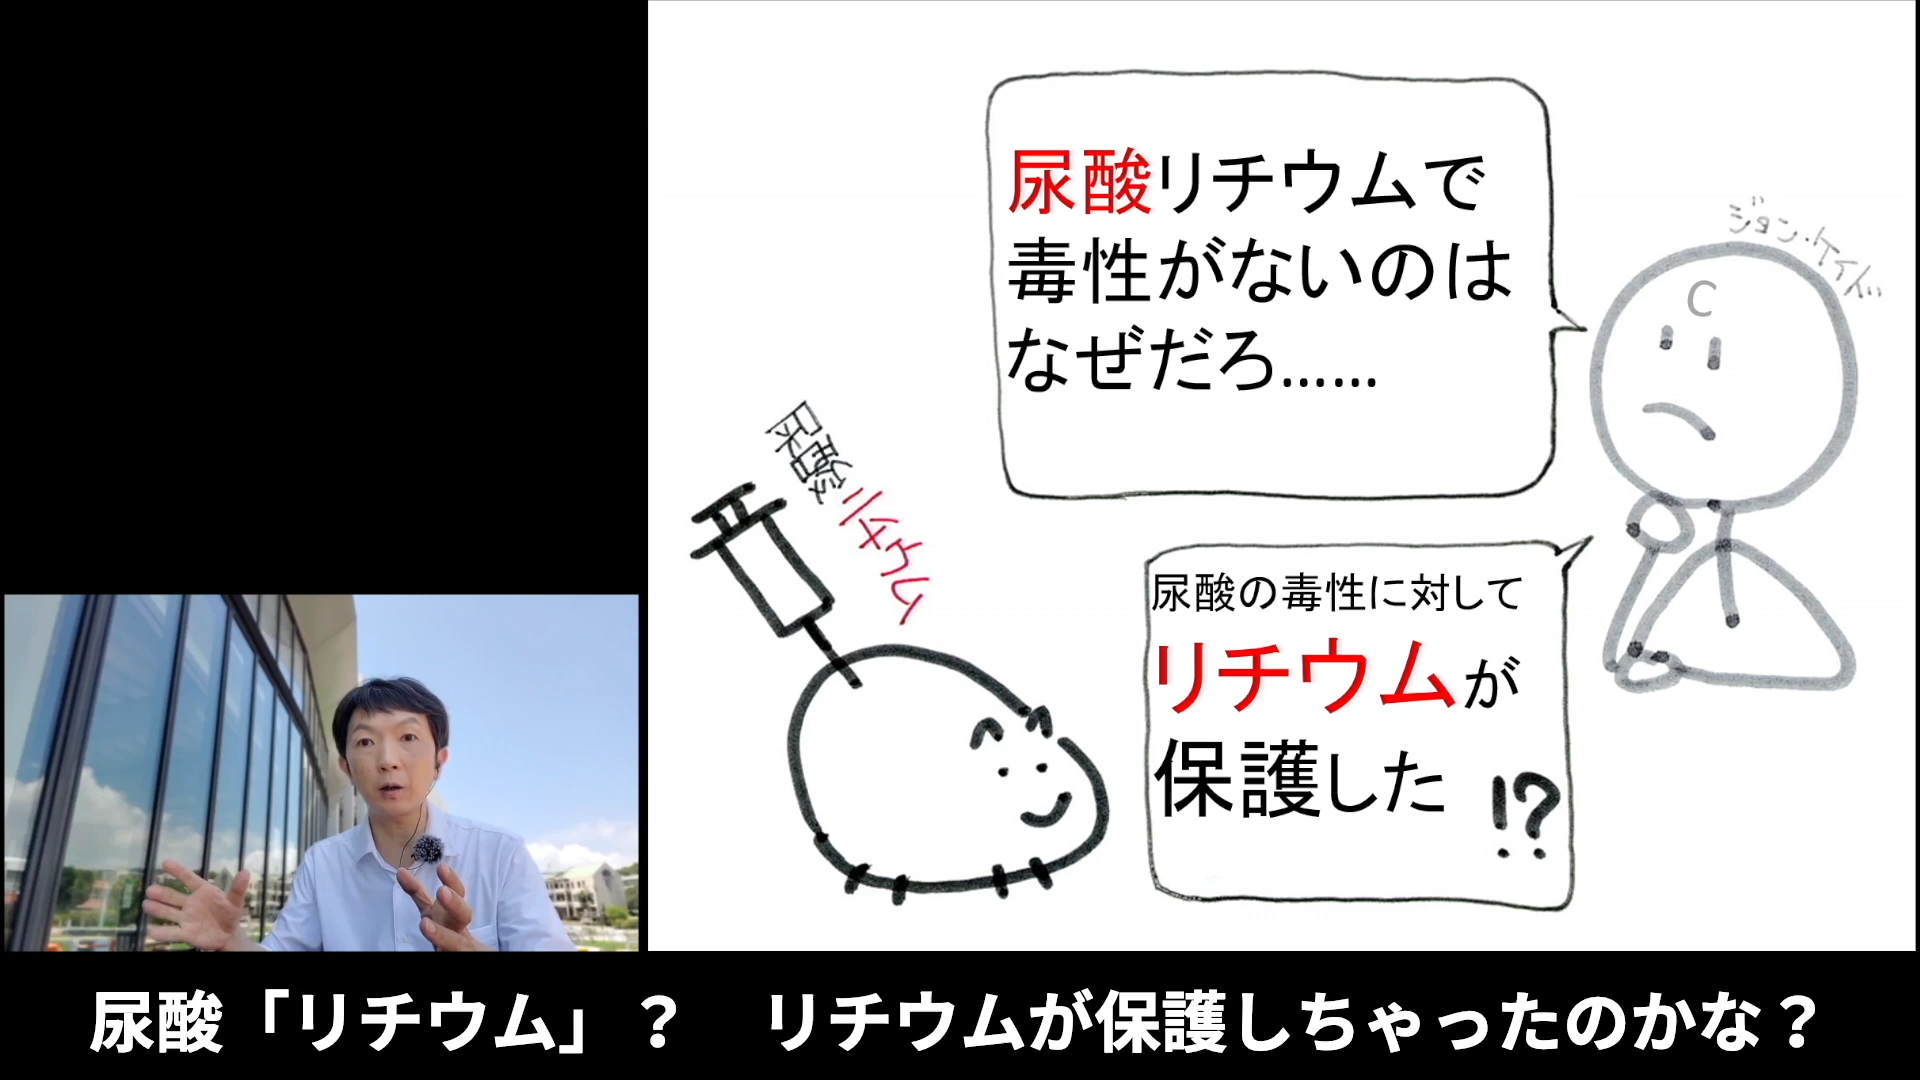 尿酸リチウムで
毒性がないのは
なぜだろ……
ジョン・ケイド
C
尿酸リチウム
尿酸の毒性に対して
リチウムが
保護した
!?
尿酸「リチウム」？　リチウムが保護しちゃったのかな？